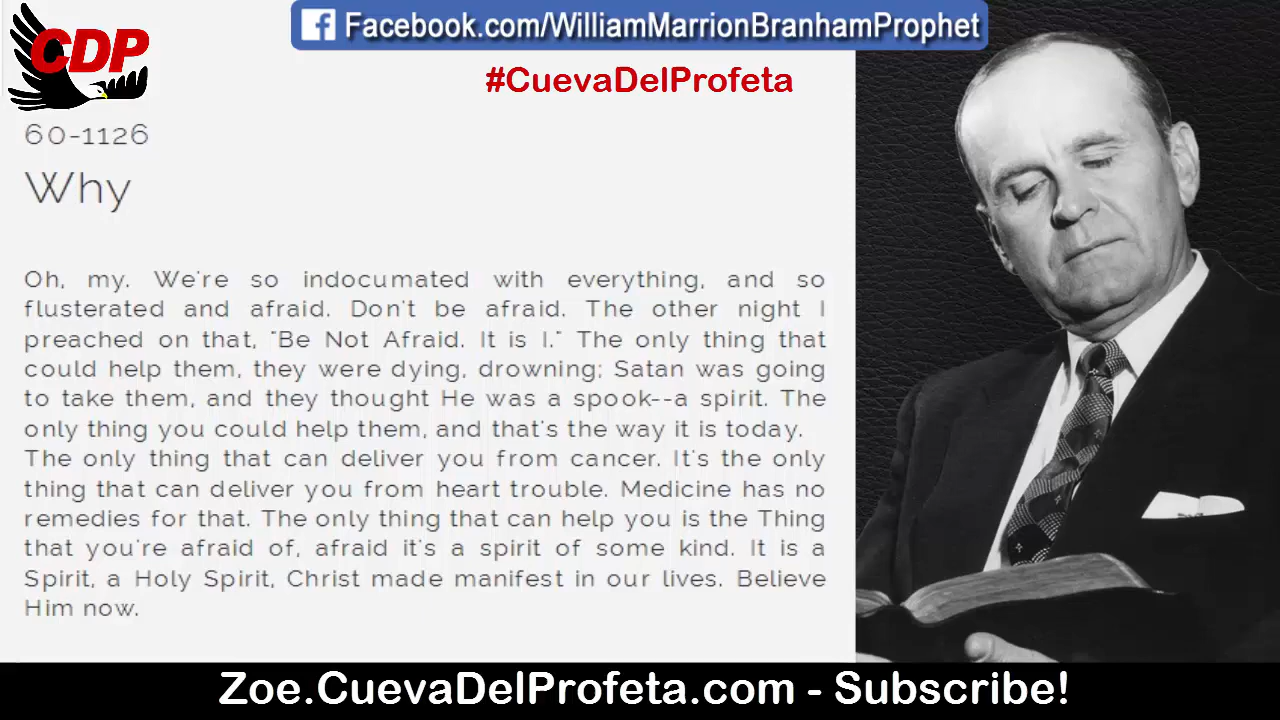 Facebook.com/WilliamMarrionBranhamProphet
CDP
#CuevaDelProfeta
60-1126
Why
Oh, my. We're so indocumated with everything, and so
flusterated and afraid. Don't be afraid. The other night I
preached on that, "Be Not Afraid. It is I." The only thing that
could help them, they were dying, drowning; Satan was going
to take them, and they thought He was a spook--a spirit. The
only thing you could help them, and that's the way it is today.
The only thing that can deliver you from cancer. It's the only
thing that can deliver you from heart trouble. Medicine has no
remedies for that. The only thing that can help you is the Thing
that you're afraid of, afraid it's a spirit of some kind. It is a
Spirit, a Holy Spirit, Christ made manifest in our lives. Believe
Him now.
Zoe.CuevaDelProfeta.com - Subscribe!